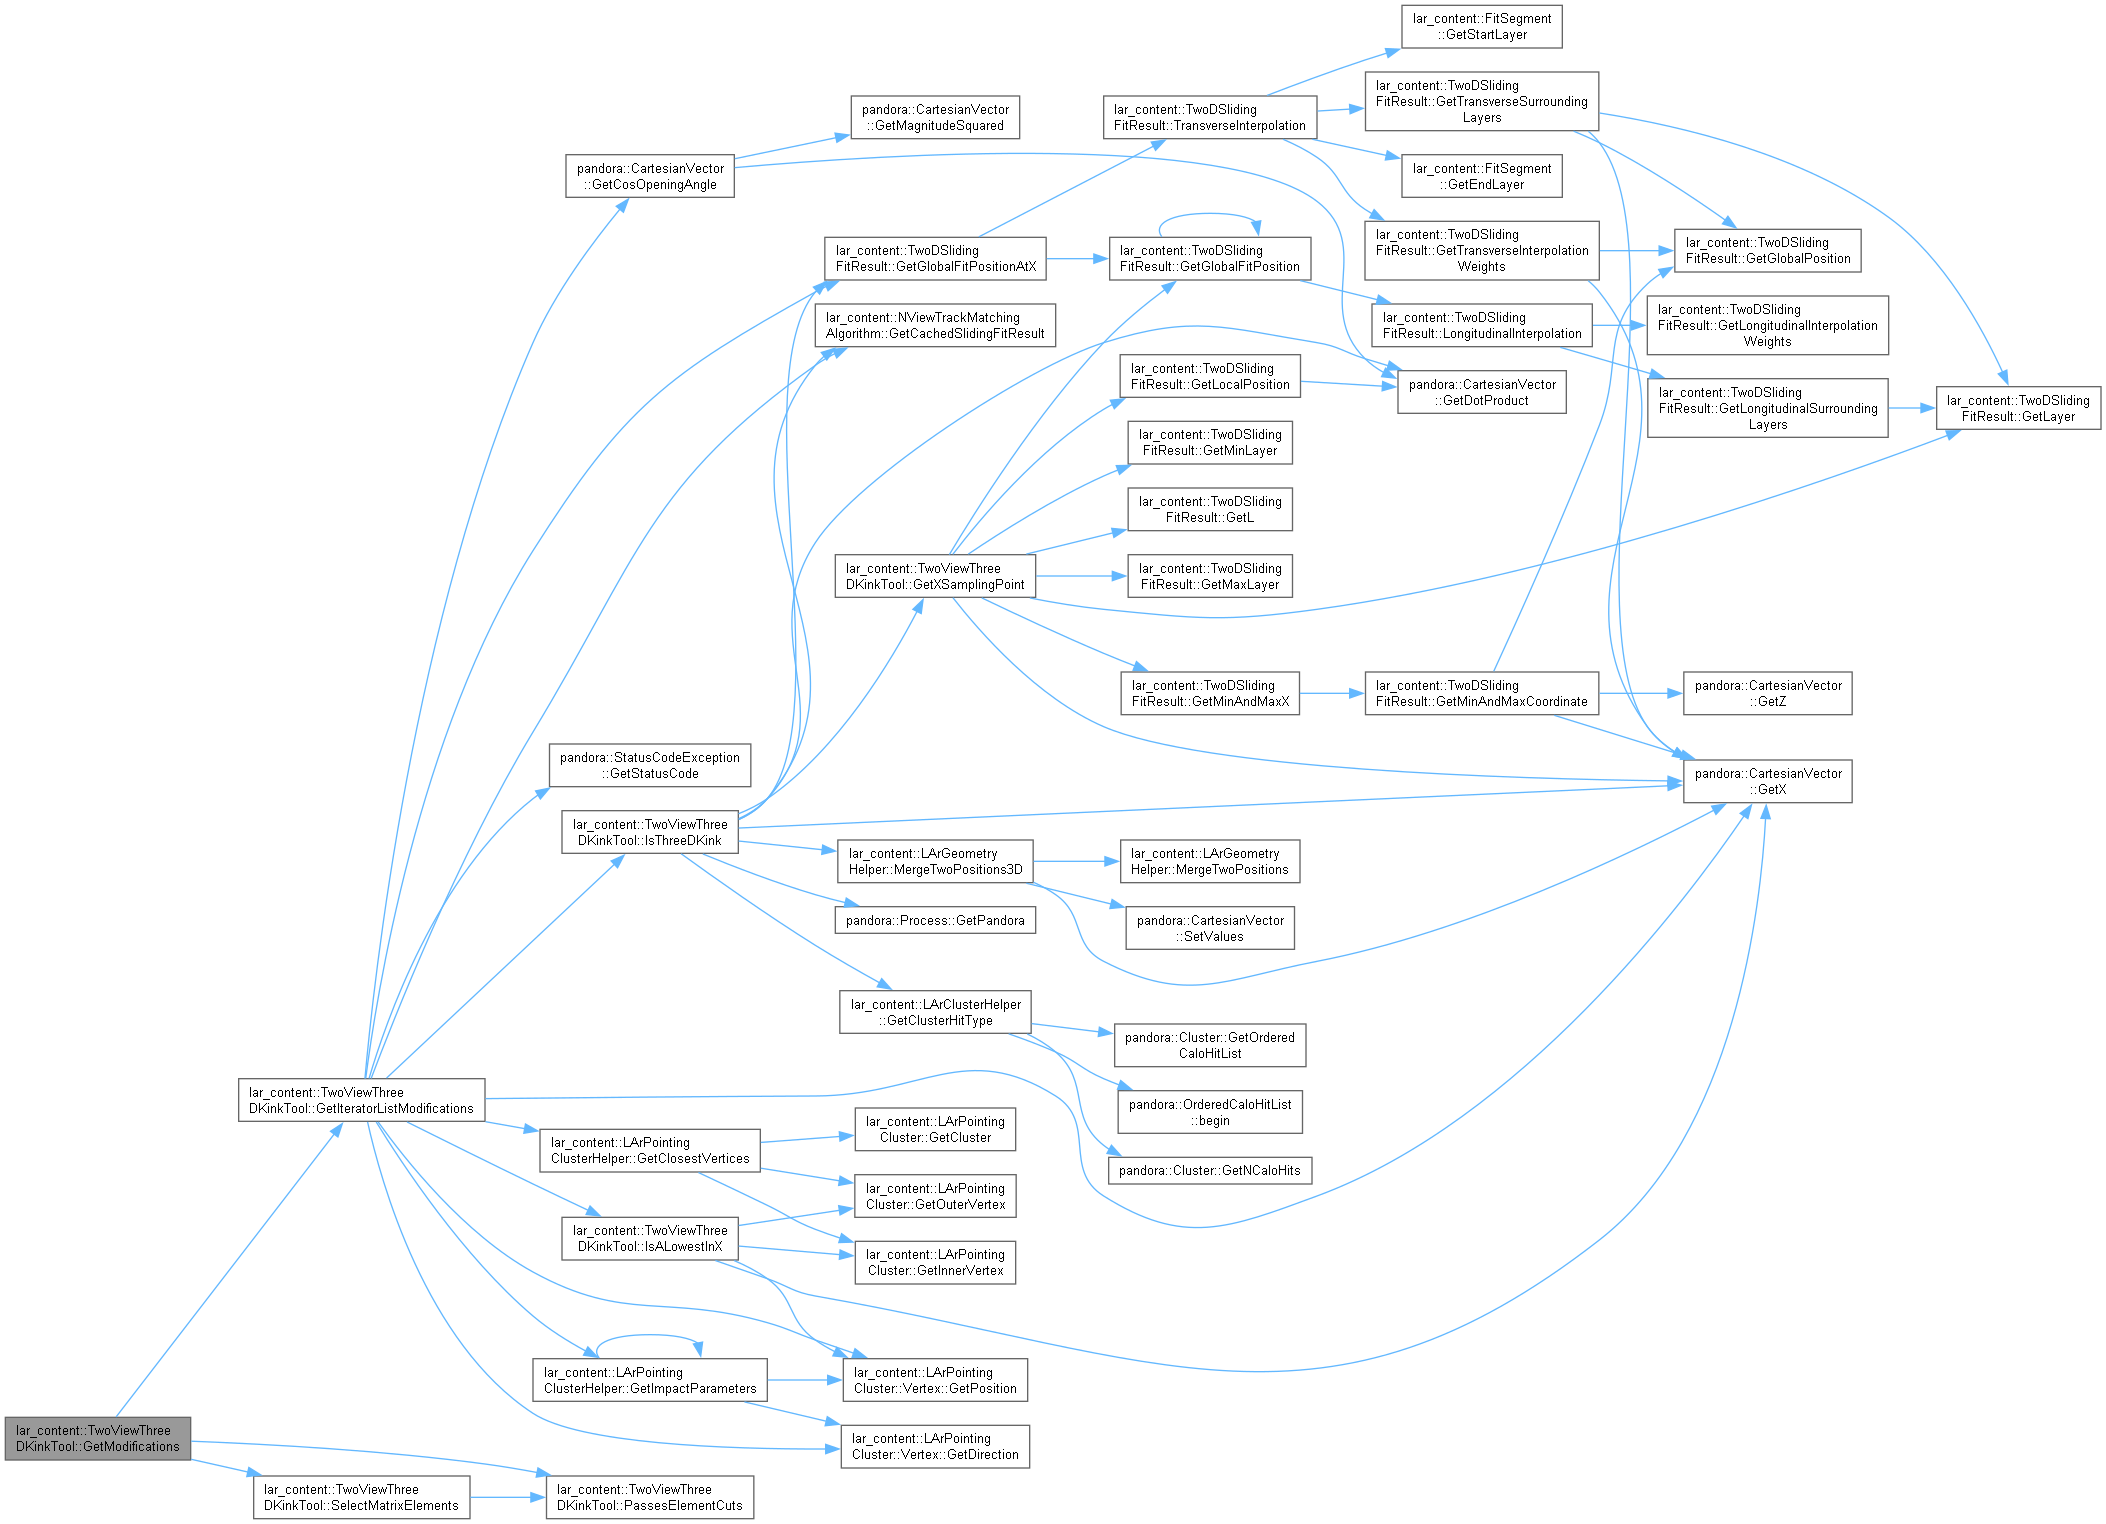 lar_content::TwoViewThree
DKinkTool::GetModifications
lar_content::TwoViewThree
DKinkTool::GetIteratorListModifications
lar_content::TwoViewThree
DKinkTool::SelectMatrixElements
pandora::CartesianVector
::GetCosOpeningAngle
pandora::StatusCodeException
::GetStatusCode
lar_content::TwoViewThree
DKinkTool::IsThreeDKink
lar_content::LArPointing
ClusterHelper::GetClosestVertices
lar_content::TwoViewThree
DKinkTool::IsALowestInX
lar_content::LArPointing
ClusterHelper::GetImpactParameters
lar_content::TwoViewThree
DKinkTool::PassesElementCuts
pandora::CartesianVector
::GetMagnitudeSquared
lar_content::TwoDSliding
FitResult::GetGlobalFitPositionAtX
lar_content::NViewTrackMatching
Algorithm::GetCachedSlidingFitResult
lar_content::TwoViewThree
DKinkTool::GetXSamplingPoint
lar_content::LArGeometry
Helper::MergeTwoPositions3D
pandora::Process::GetPandora
lar_content::LArClusterHelper
::GetClusterHitType
lar_content::LArPointing
Cluster::GetCluster
lar_content::LArPointing
Cluster::GetOuterVertex
lar_content::LArPointing
Cluster::GetInnerVertex
lar_content::LArPointing
Cluster::Vertex::GetPosition
lar_content::LArPointing
Cluster::Vertex::GetDirection
lar_content::TwoDSliding
FitResult::TransverseInterpolation
lar_content::TwoDSliding
FitResult::GetGlobalFitPosition
lar_content::TwoDSliding
FitResult::GetLocalPosition
lar_content::TwoDSliding
FitResult::GetMinLayer
lar_content::TwoDSliding
FitResult::GetL
lar_content::TwoDSliding
FitResult::GetMaxLayer
lar_content::TwoDSliding
FitResult::GetMinAndMaxX
lar_content::LArGeometry
Helper::MergeTwoPositions
pandora::CartesianVector
::SetValues
pandora::Cluster::GetOrdered
CaloHitList
pandora::OrderedCaloHitList
::begin
pandora::Cluster::GetNCaloHits
lar_content::FitSegment
::GetStartLayer
lar_content::TwoDSliding
FitResult::GetTransverseSurrounding
Layers
lar_content::FitSegment
::GetEndLayer
lar_content::TwoDSliding
FitResult::GetTransverseInterpolation
Weights
lar_content::TwoDSliding
FitResult::LongitudinalInterpolation
pandora::CartesianVector
::GetDotProduct
lar_content::TwoDSliding
FitResult::GetMinAndMaxCoordinate
lar_content::TwoDSliding
FitResult::GetGlobalPosition
lar_content::TwoDSliding
FitResult::GetLongitudinalInterpolation
Weights
lar_content::TwoDSliding
FitResult::GetLongitudinalSurrounding
Layers
pandora::CartesianVector
::GetZ
pandora::CartesianVector
::GetX
lar_content::TwoDSliding
FitResult::GetLayer